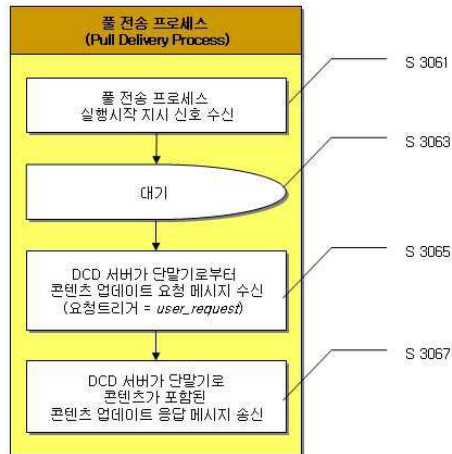 풀 전송 프로세스
(Pull Delivery Process)
S 3061
풀 전송 프로세스
실행시작 지시 신호 수신
S 3063
대기
S 3065
DCD 서버가 단말기로부터
콘텐츠 업데이트 요청 메시지 수신
(요청트리거 = user_request)
S 3067
DCD 서버가 단말기로
콘텐츠가 포함된
콘텐츠 업데이트 응답 메시지 송신